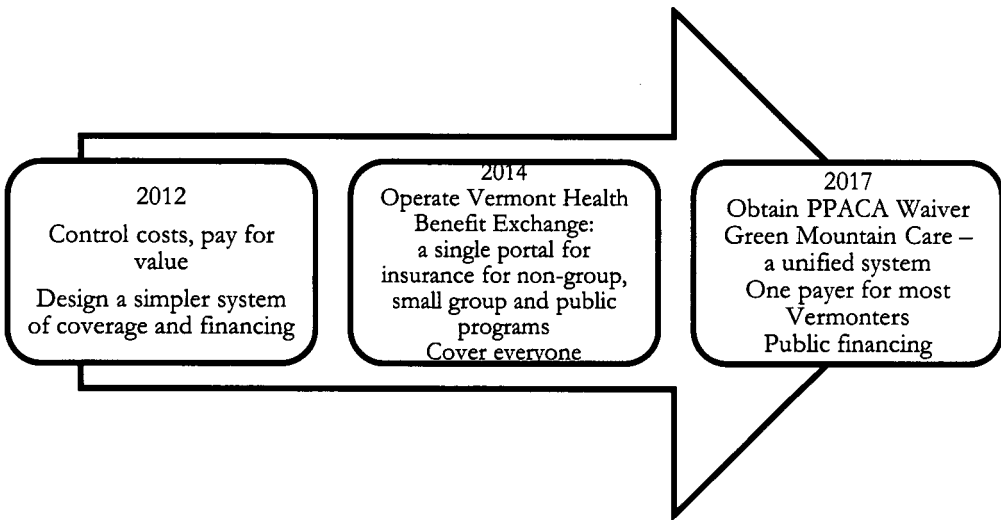 2012
Control costs, pay for
value
Design a simpler system
of coverage and financing
2014
Operate Vermont Health
Benefit Exchange:
a single portal for
insurance for non-group,
small group and public
programs
Cover everyone
2017
Obtain PPACA Waiver
Green Mountain Care –
a unified system
One payer for most
Vermonters
Public financing